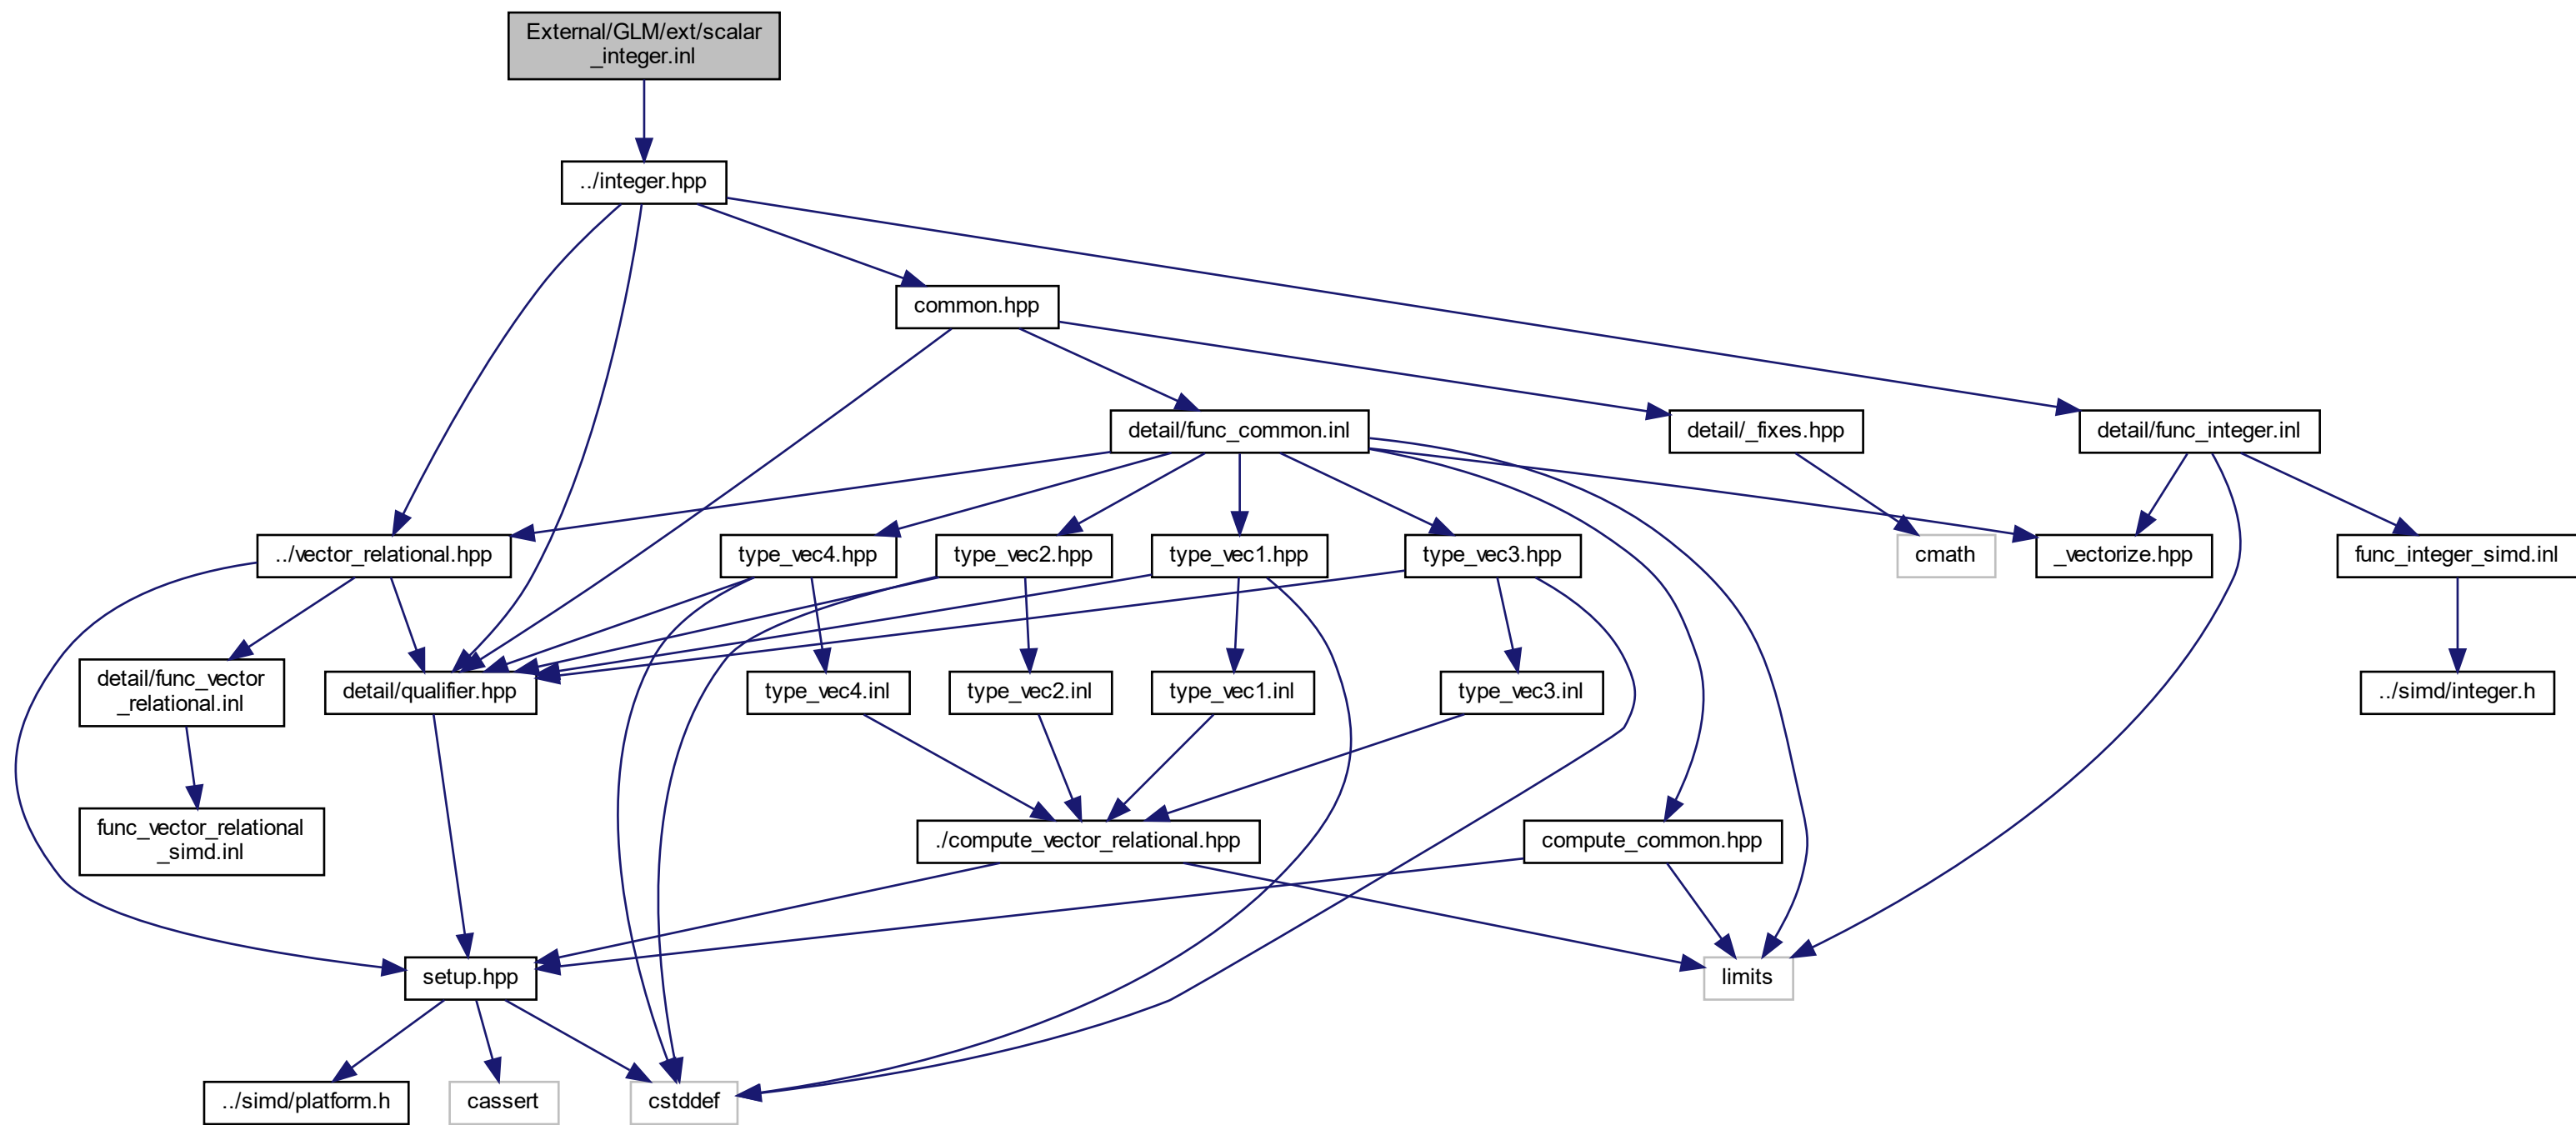 External/GLM/ext/scalar
_integer.inl
../integer.hpp
common.hpp
detail/func_common.inl
detail/_fixes.hpp
detail/func_integer.inl
../vector_relational.hpp
type_vec4.hpp
type_vec2.hpp
type_vec1.hpp
type_vec3.hpp
cmath
_vectorize.hpp
func_integer_simd.inl
detail/func_vector
_relational.inl
detail/qualifier.hpp
type_vec4.inl
type_vec2.inl
type_vec1.inl
type_vec3.inl
../simd/integer.h
func_vector_relational
_simd.inl
./compute_vector_relational.hpp
compute_common.hpp
setup.hpp
limits
../simd/platform.h
cassert
cstddef